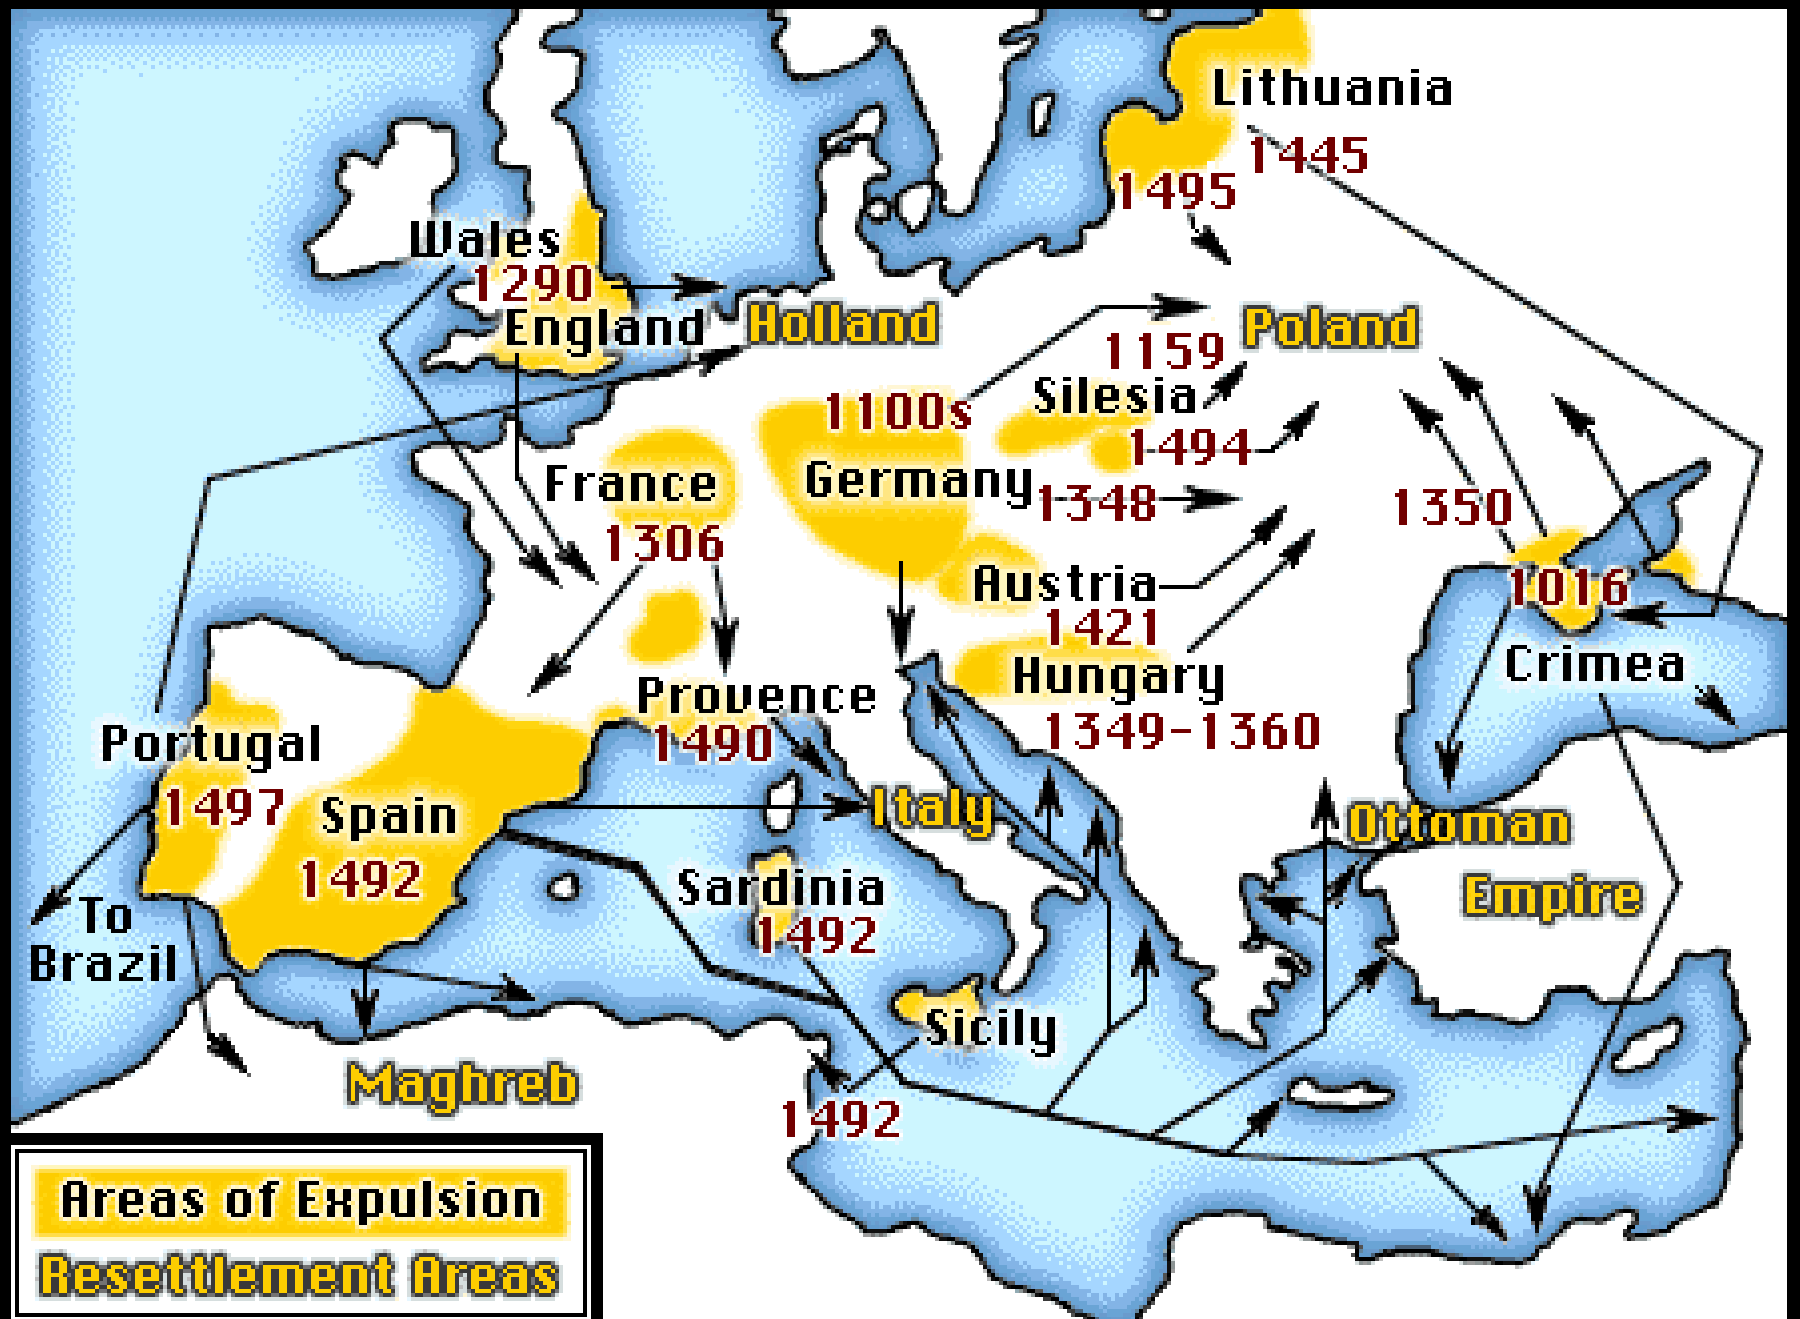 Lithuania
1445
1495
Wales
1290
England
Holland
Poland
1159
Silesia
1100s
1494
France
Germany
1348
1350
1306
Austria
1016
1421
Crimea
Hungary
Provence
1349-1360
1490
Portugal
1497
Spain
Italy
Ottoman
Empire
1492
Sardinia
1492
To
Brazil
Sicily
Maghreb
1492
Areas of Expulsion
Resettlement Areas